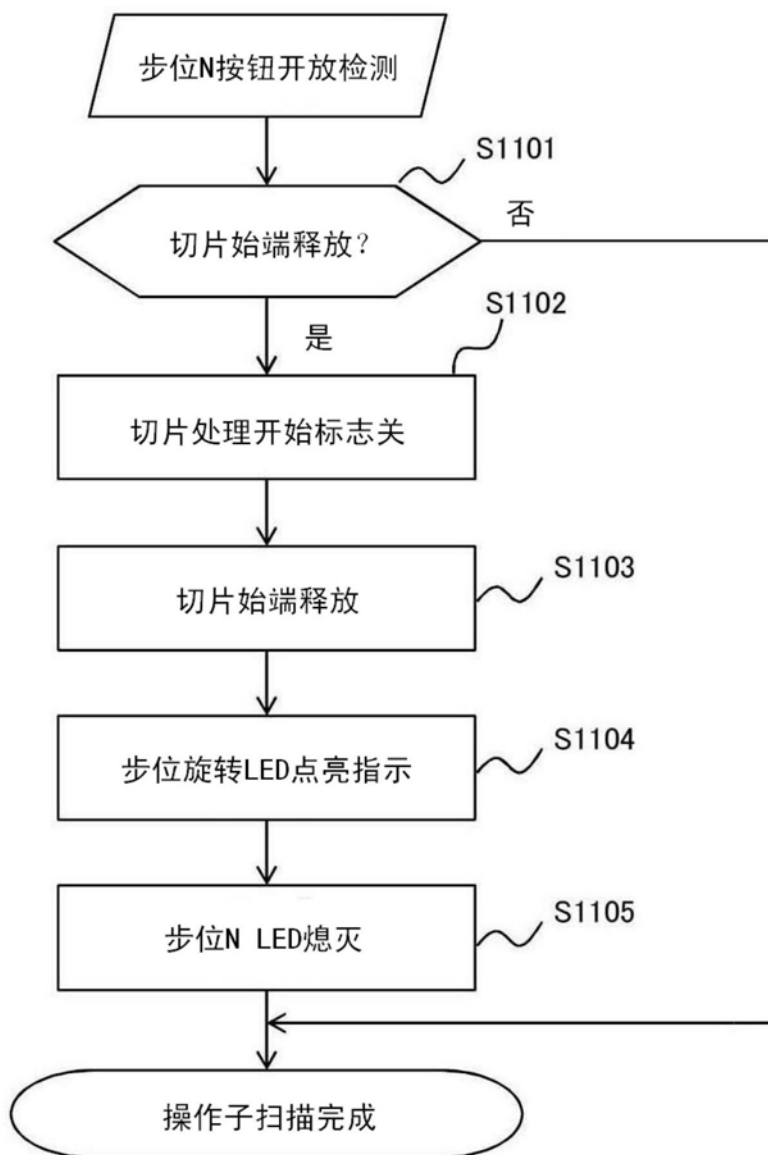 步位N按钮开放检测
S1101
切片始端释放?
否
是
S1102
切片处理开始标志关
S1103
切片始端释放
S1104
步位旋转LED点亮指示
S1105
步位N LED熄灭
操作子扫描完成